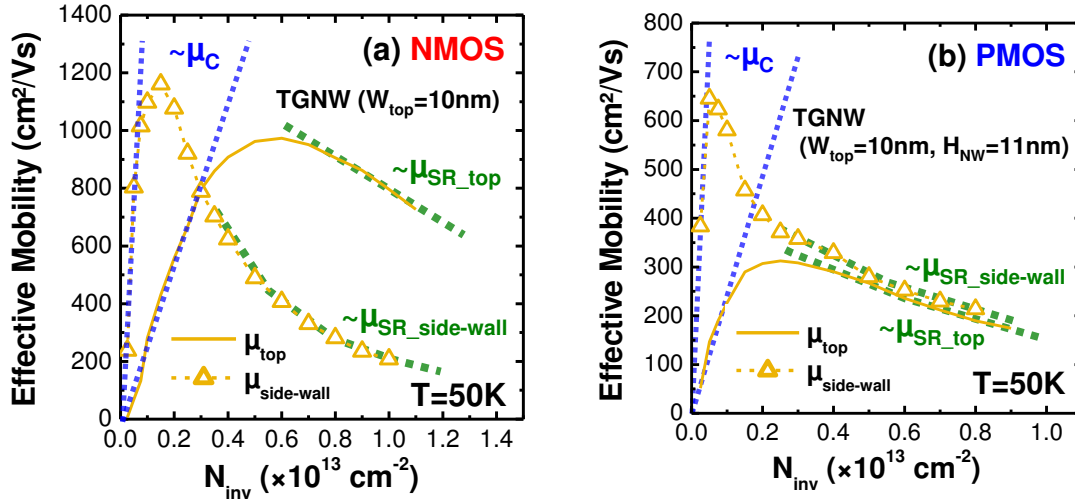 (a) NMOS
~μC
TGNW (Wtop=10nm)
~μSR_top
~μSR_side-wall
μtop
μside-wall
T=50K
Effective Mobility (cm²/Vs)
1400
1200
1000
800
600
400
200
0
0.0 0.2 0.4 0.6 0.8 1.0 1.2 1.4
Ninv (×10¹³ cm⁻²)
(b) PMOS
~μC
TGNW
(Wtop=10nm, HNW=11nm)
~μSR_side-wall
~μSR_top
μtop
μside-wall
T=50K
Effective Mobility (cm²/Vs)
800
700
600
500
400
300
200
100
0
0.0 0.2 0.4 0.6 0.8 1.0
Ninv (×10¹³ cm⁻²)